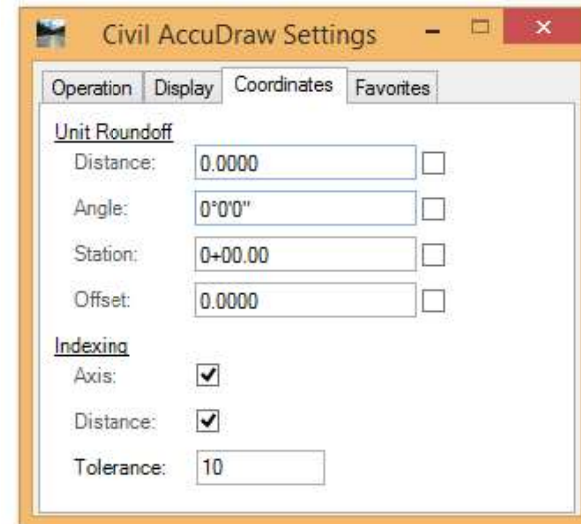 Civil AccuDraw Settings
Operation Display Coordinates Favorites
Unit Roundoff
Distance: 0.0000
Angle: 0°0'0"
Station: 0+00.00
Offset: 0.0000
Indexing
Axis:
Distance:
Tolerance: 10